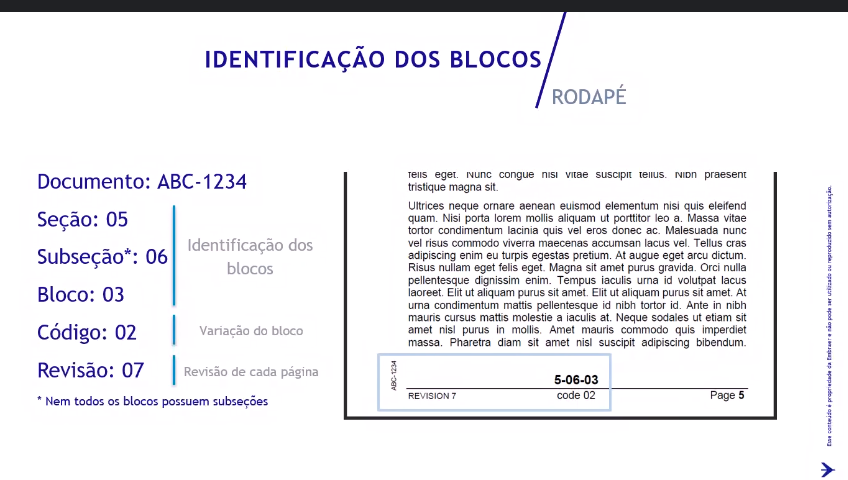 IDENTIFICAÇÃO DOS BLOCOS
RODAPÉ
Documento: ABC-1234
Seção: 05
Subseção*: 06
Bloco: 03
Identificação dos
blocos
Código: 02
Variação do bloco
Revisão: 07
Revisão de cada página
* Nem todos os blocos possuem subseções
felis eget. Nunc congue nisi vitae suscipit tellus. Nibh praesent
tristique magna sit.
Ultrices neque ornare aenean euismod elementum nisi quis eleifend
quam. Nisi porta lorem mollis aliquam ut porttitor leo a. Massa vitae
tortor condimentum lacinia quis vel eros donec ac. Malesuada nunc
vel risus commodo viverra maecenas accumsan lacus vel. Tellus cras
adipiscing enim eu turpis egestas pretium. At augue eget arcu dictum.
Risus nullam eget felis eget. Magna sit amet purus gravida. Orci nulla
pellentesque dignissim enim. Tempus iaculis urna id volutpat lacus
laoreet. Elit ut aliquam purus sit amet. Elit ut aliquam purus sit amet. At
urna condimentum mattis pellentesque id nibh tortor id. Ante in nibh
mauris cursus mattis molestie a iaculis at. Neque sodales ut etiam sit
amet nisl purus in mollis. Amet mauris commodo quis imperdiet
massa. Pharetra diam sit amet nisl suscipit adipiscing bibendum.
ABC-1234
5-06-03
REVISION 7
code 02
Page 5
Esse conteúdo é propriedade da Embraer e não pode ser utilizado ou reproduzido sem autorização.